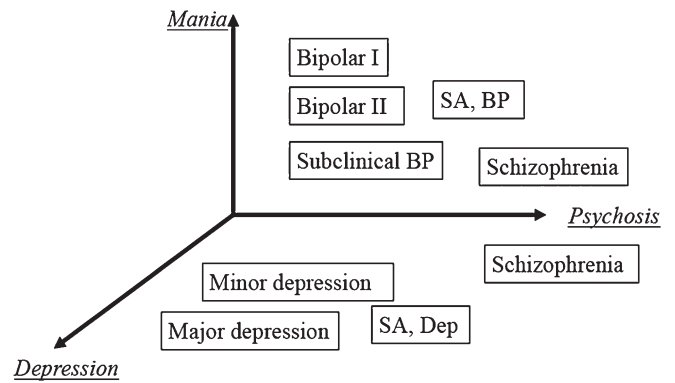 Mania
Bipolar I
Bipolar II
SA, BP
Subclinical BP
Schizophrenia
Psychosis
Schizophrenia
Minor depression
Major depression
SA, Dep
Depression